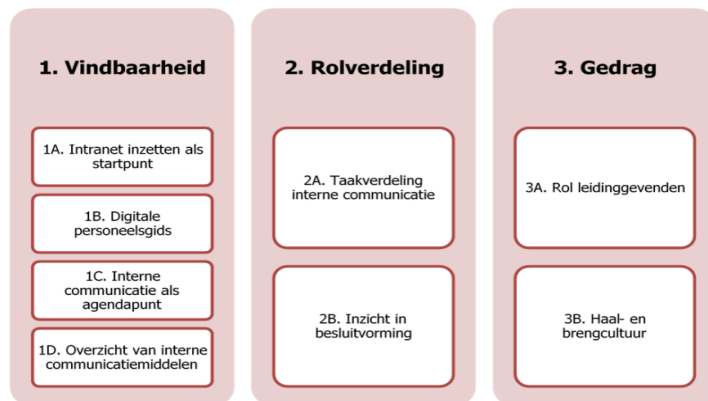 1. Vindbaarheid
1A. Intranet inzetten als
startpunt
1B. Digitale
personeelsgids
1C. Interne
communicatie als
agendapunt
1D. Overzicht van interne
communicatiemiddelen
2. Rolverdeling
2A. Taakverdeling
interne communicatie
2B. Inzicht in
besluitvorming
3. Gedrag
3A. Rol leidinggevenden
3B. Haal- en
brengcultuur